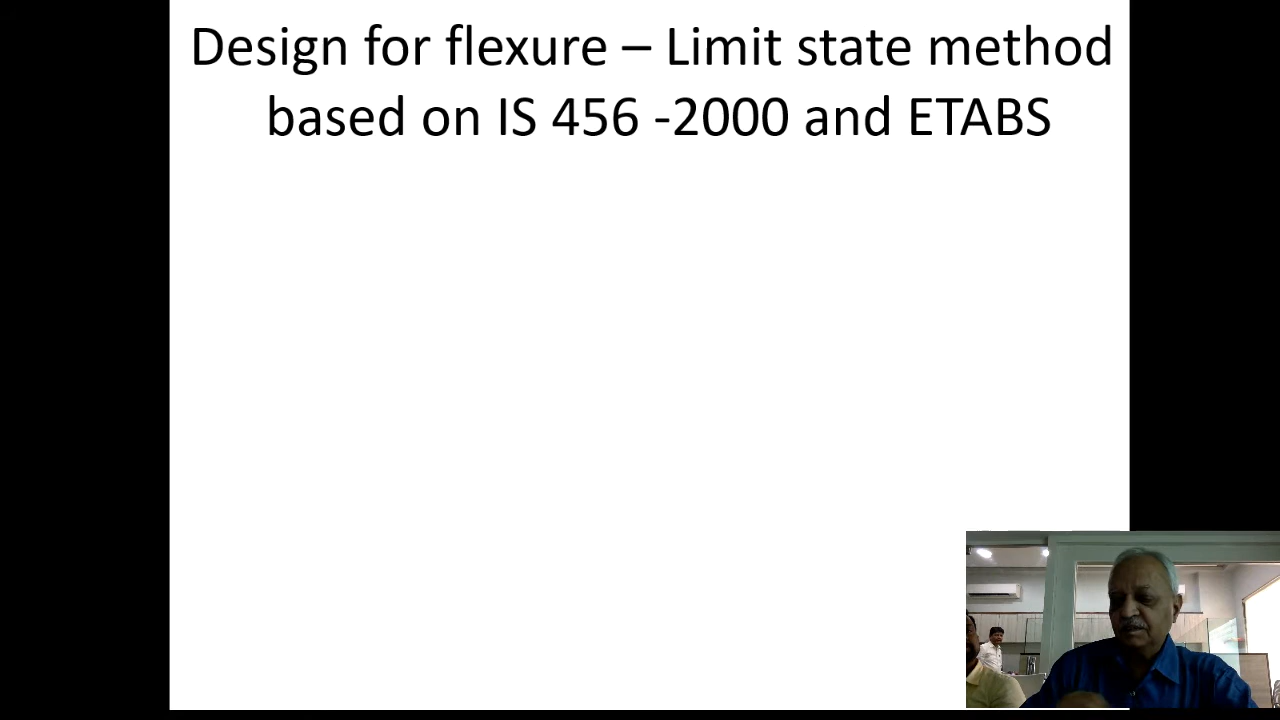 Design for flexure – Limit state method
based on IS 456 -2000 and ETABS